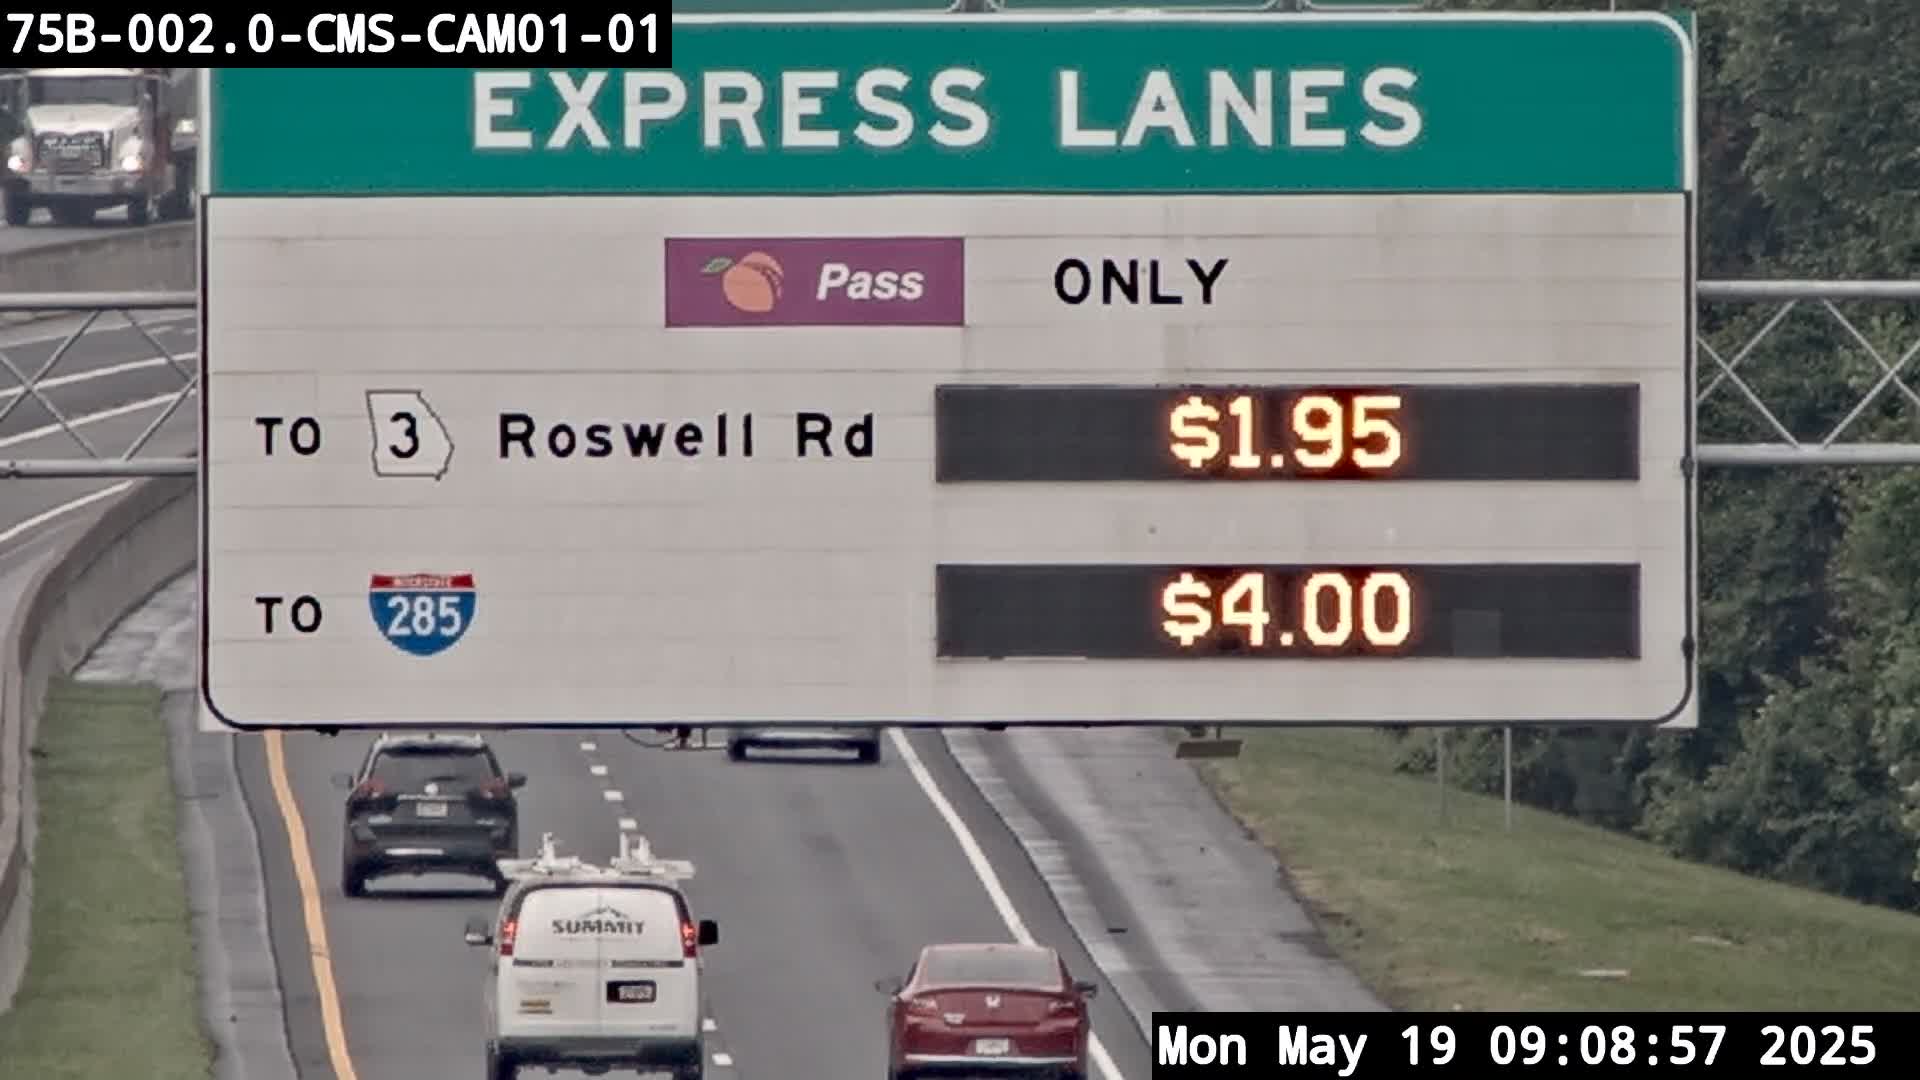 75B-002.0-CMS-CAM01-01
EXPRESS LANES
Pass ONLY
TO 3 Roswell Rd $1.95
TO INTERSTATE 285 $4.00
SUMMIT
Mon May 19 09:08:57 2025